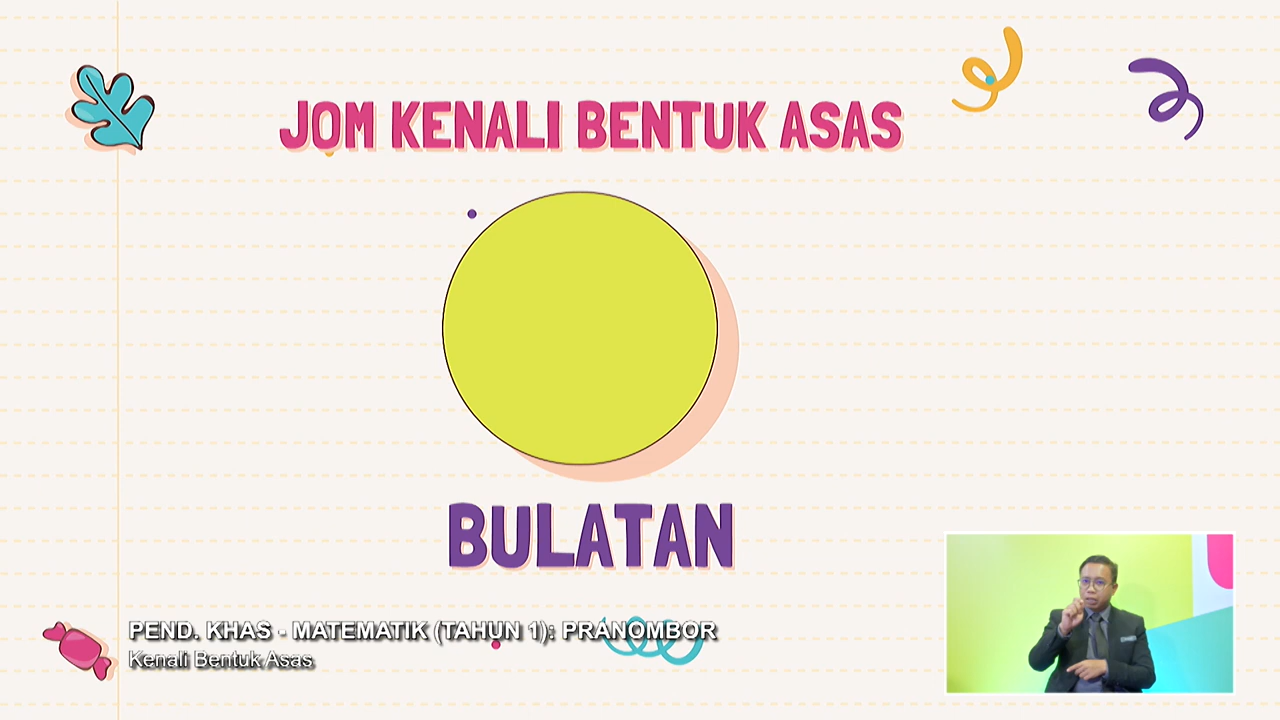 JOM KENALI BENTUK ASAS
BULATAN
PEND. KHAS - MATEMATIK (TAHUN 1): PRANOMBOR
Kenali Bentuk Asas